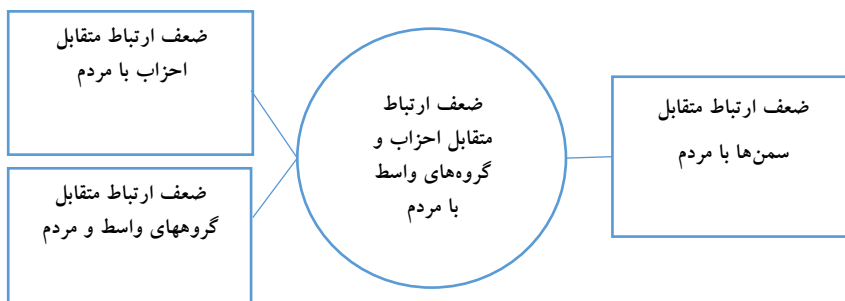 ضعف ارتباط متقابل
سمن‌ها با مردم
ضعف ارتباط
متقابل احزاب و
گروه‌های واسط
با مردم
ضعف ارتباط متقابل
احزاب با مردم
ضعف ارتباط متقابل
گروههای واسط و مردم